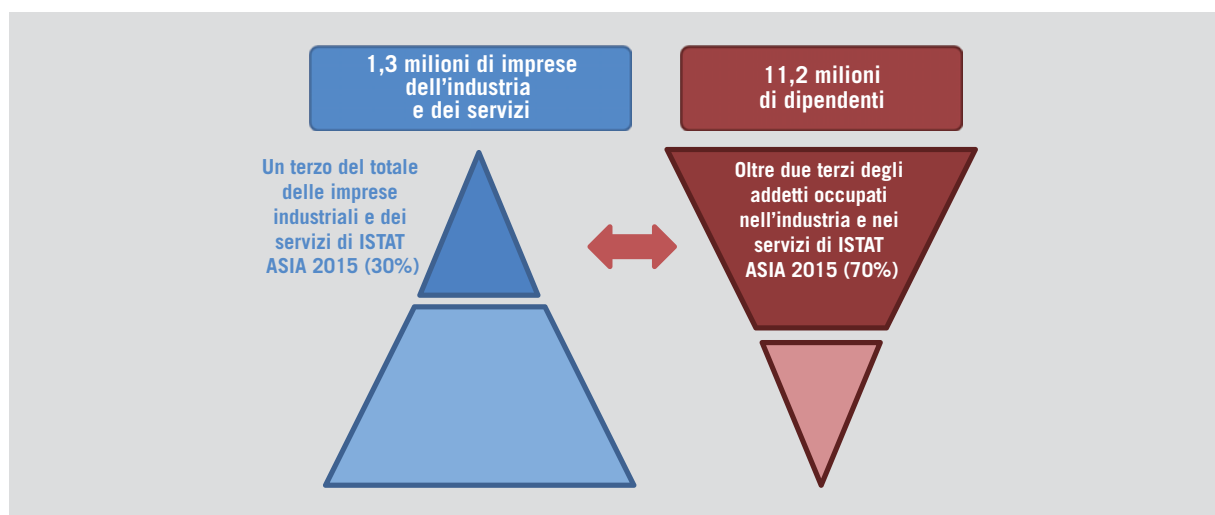 1,3 milioni di imprese
dell'industria
e dei servizi
11,2 milioni
di dipendenti
Un terzo del totale
delle imprese
industriali e dei
servizi di ISTAT
ASIA 2015 (30%)
Oltre due terzi degli
addetti occupati
nell'industria e nei
servizi di ISTAT
ASIA 2015 (70%)